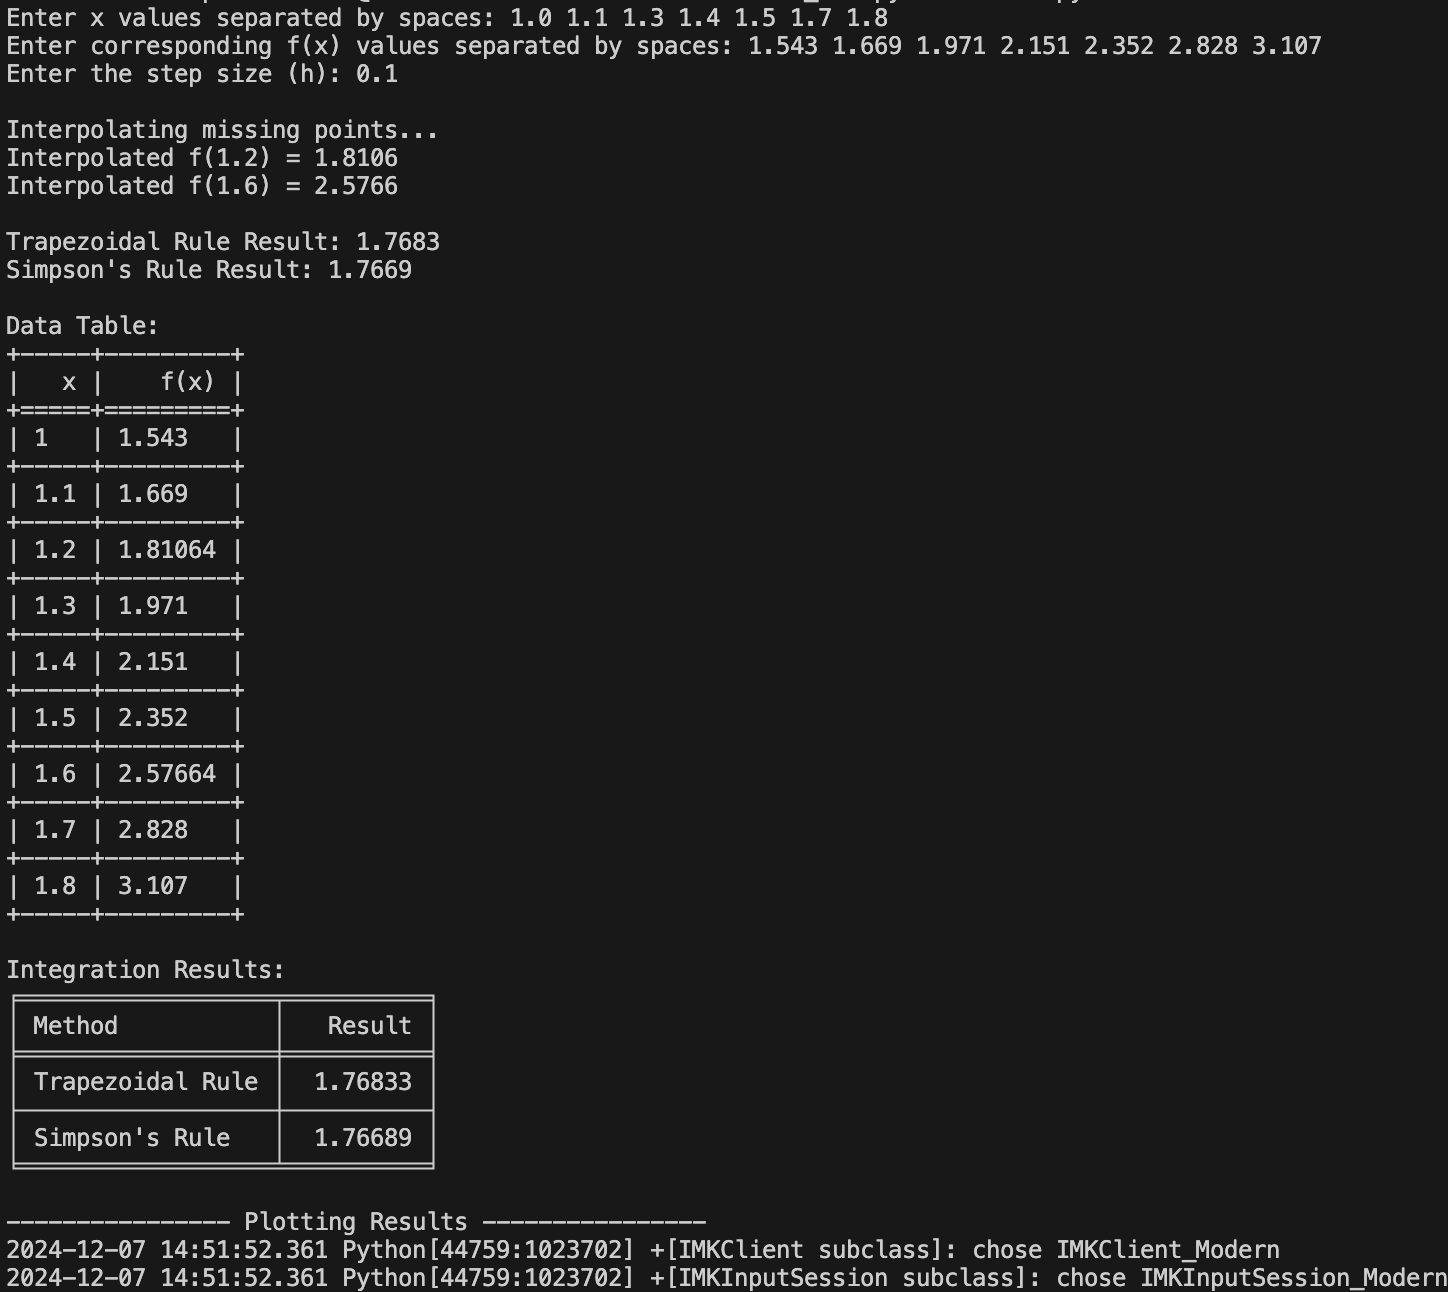 Enter x values separated by spaces: 1.0 1.1 1.3 1.4 1.5 1.7 1.8
Enter corresponding f(x) values separated by spaces: 1.543 1.669 1.971 2.151 2.352 2.828 3.107
Enter the step size (h): 0.1
Interpolating missing points...
Interpolated f(1.2) = 1.8106
Interpolated f(1.6) = 2.5766
Trapezoidal Rule Result: 1.7683
Simpson's Rule Result: 1.7669
Data Table:
+-----+---------+
|   x |    f(x) |
+=====+=========+
| 1   | 1.543   |
+-----+---------+
| 1.1 | 1.669   |
+-----+---------+
| 1.2 | 1.81064 |
+-----+---------+
| 1.3 | 1.971   |
+-----+---------+
| 1.4 | 2.151   |
+-----+---------+
| 1.5 | 2.352   |
+-----+---------+
| 1.6 | 2.57664 |
+-----+---------+
| 1.7 | 2.828   |
+-----+---------+
| 1.8 | 3.107   |
+-----+---------+
Integration Results:
Method Result
Trapezoidal Rule 1.76833
Simpson's Rule 1.76689
---------------- Plotting Results ----------------
2024-12-07 14:51:52.361 Python[44759:1023702] +[IMKClient subclass]: chose IMKClient_Modern
2024-12-07 14:51:52.361 Python[44759:1023702] +[IMKInputSession subclass]: chose IMKInputSession_Modern